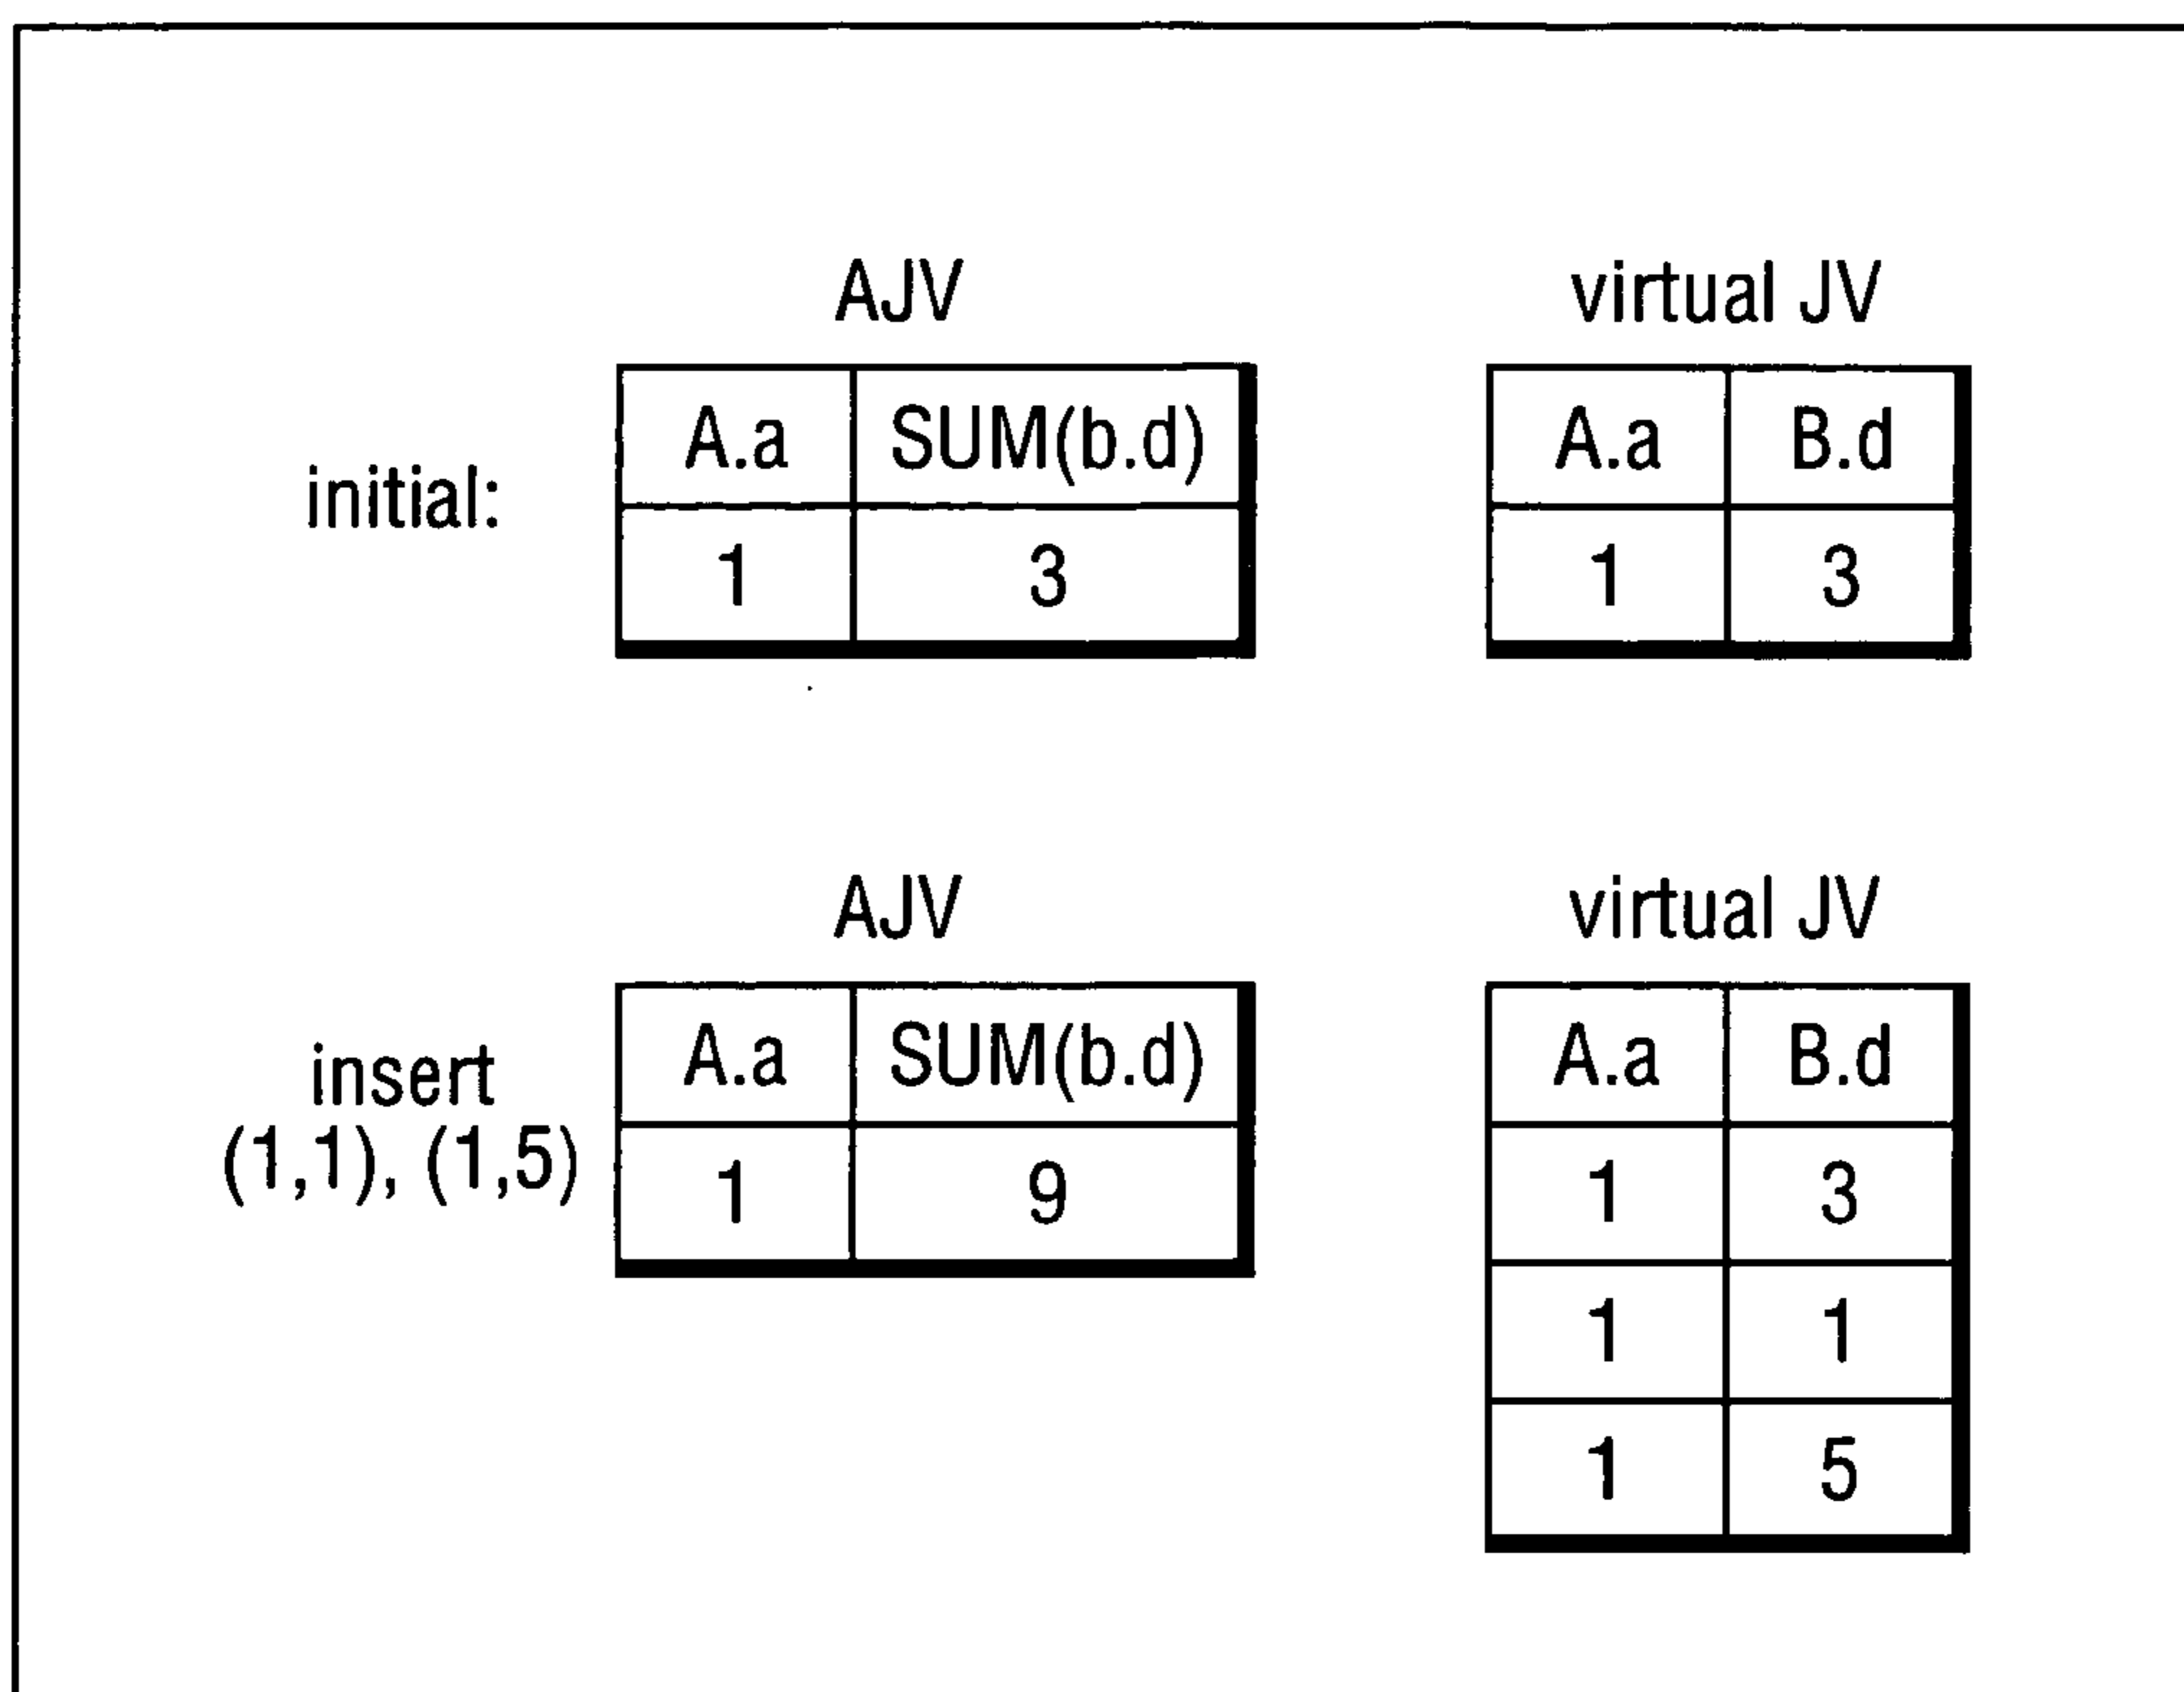 AJV virtual JV
initial:
A.a SUM(b.d) A.a B.d
1 3 1 3
AJV virtual JV
insert
(1,1), (1,5)
A.a SUM(b.d) A.a B.d
1 9 1 3
1 1
1 5